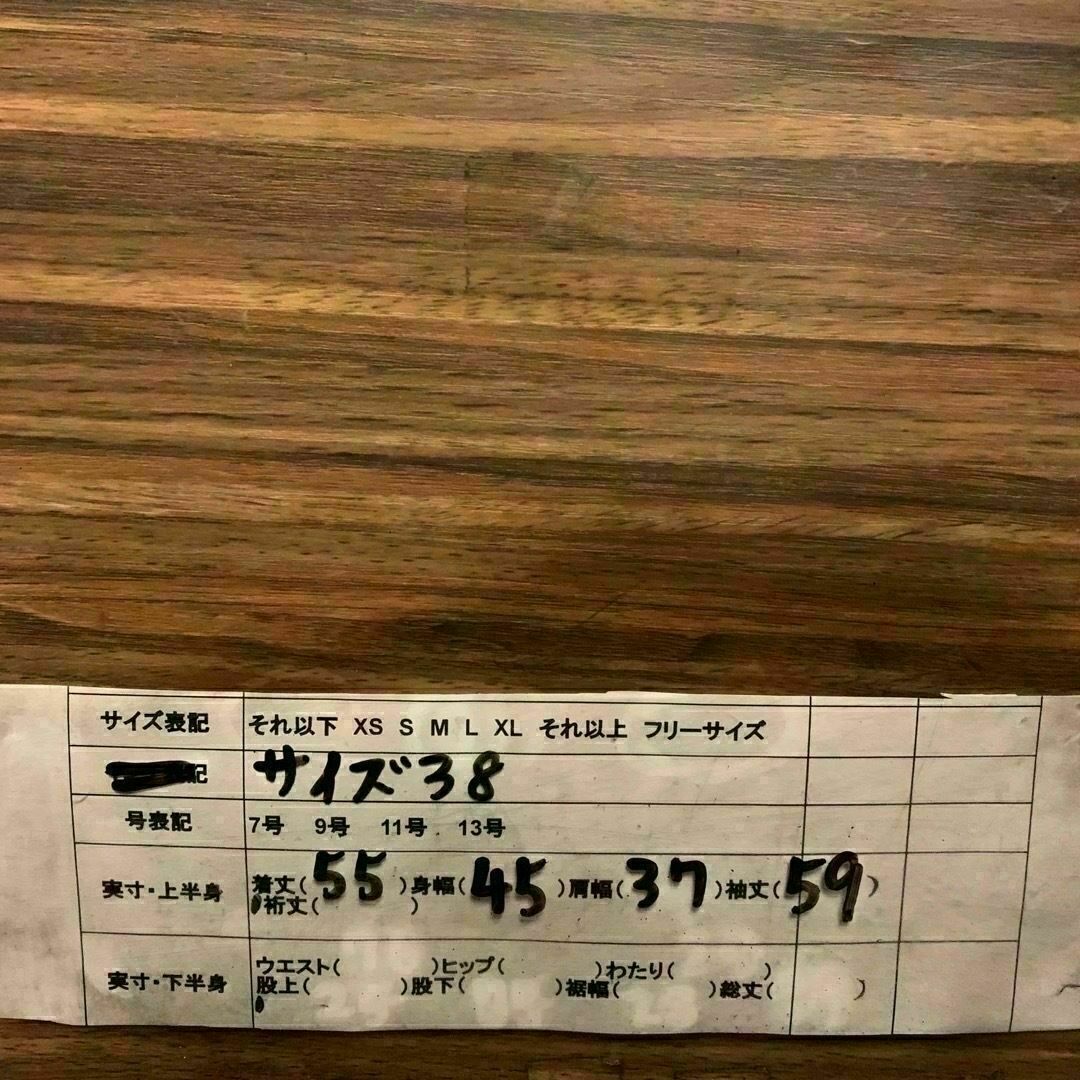 サイズ表記 それ以下 XS S M L XL それ以上 フリーサイズ
記 サイズ38
号表記 7号 9号 11号 13号
実寸・上半身 着丈(55)身幅(45)肩幅(37)袖丈(59)
裄丈( )
実寸・下半身 ウエスト( )ヒップ( )わたり( )
股上( )股下( )裾幅( )総丈( )